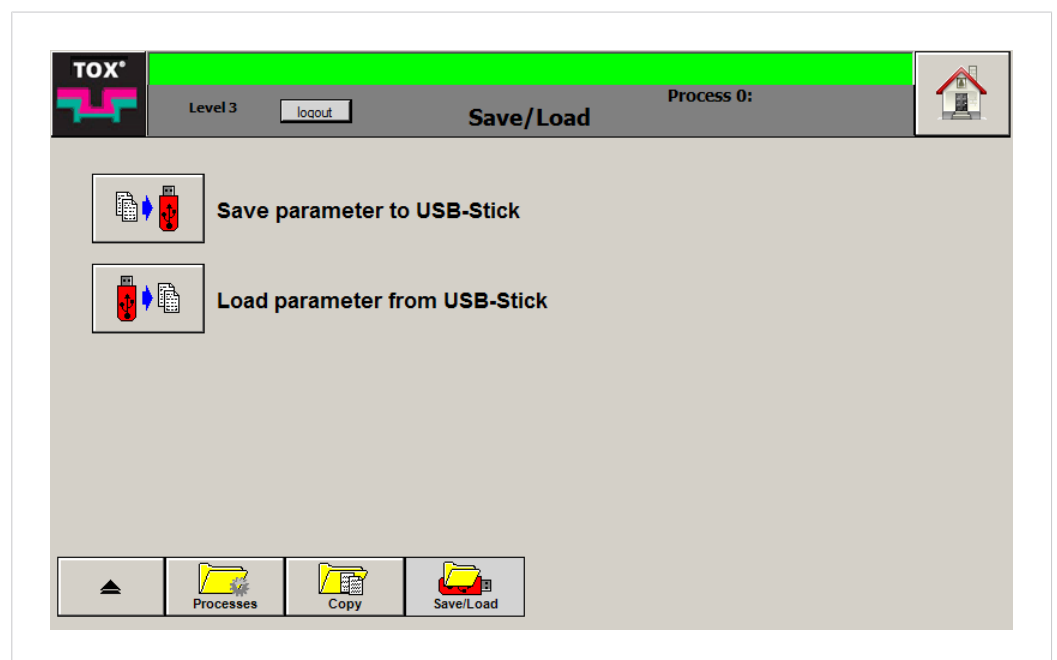 TOX®
Level 3
logout
Save/Load
Process 0:
Save parameter to USB-Stick
Load parameter from USB-Stick
Processes
Copy
Save/Load